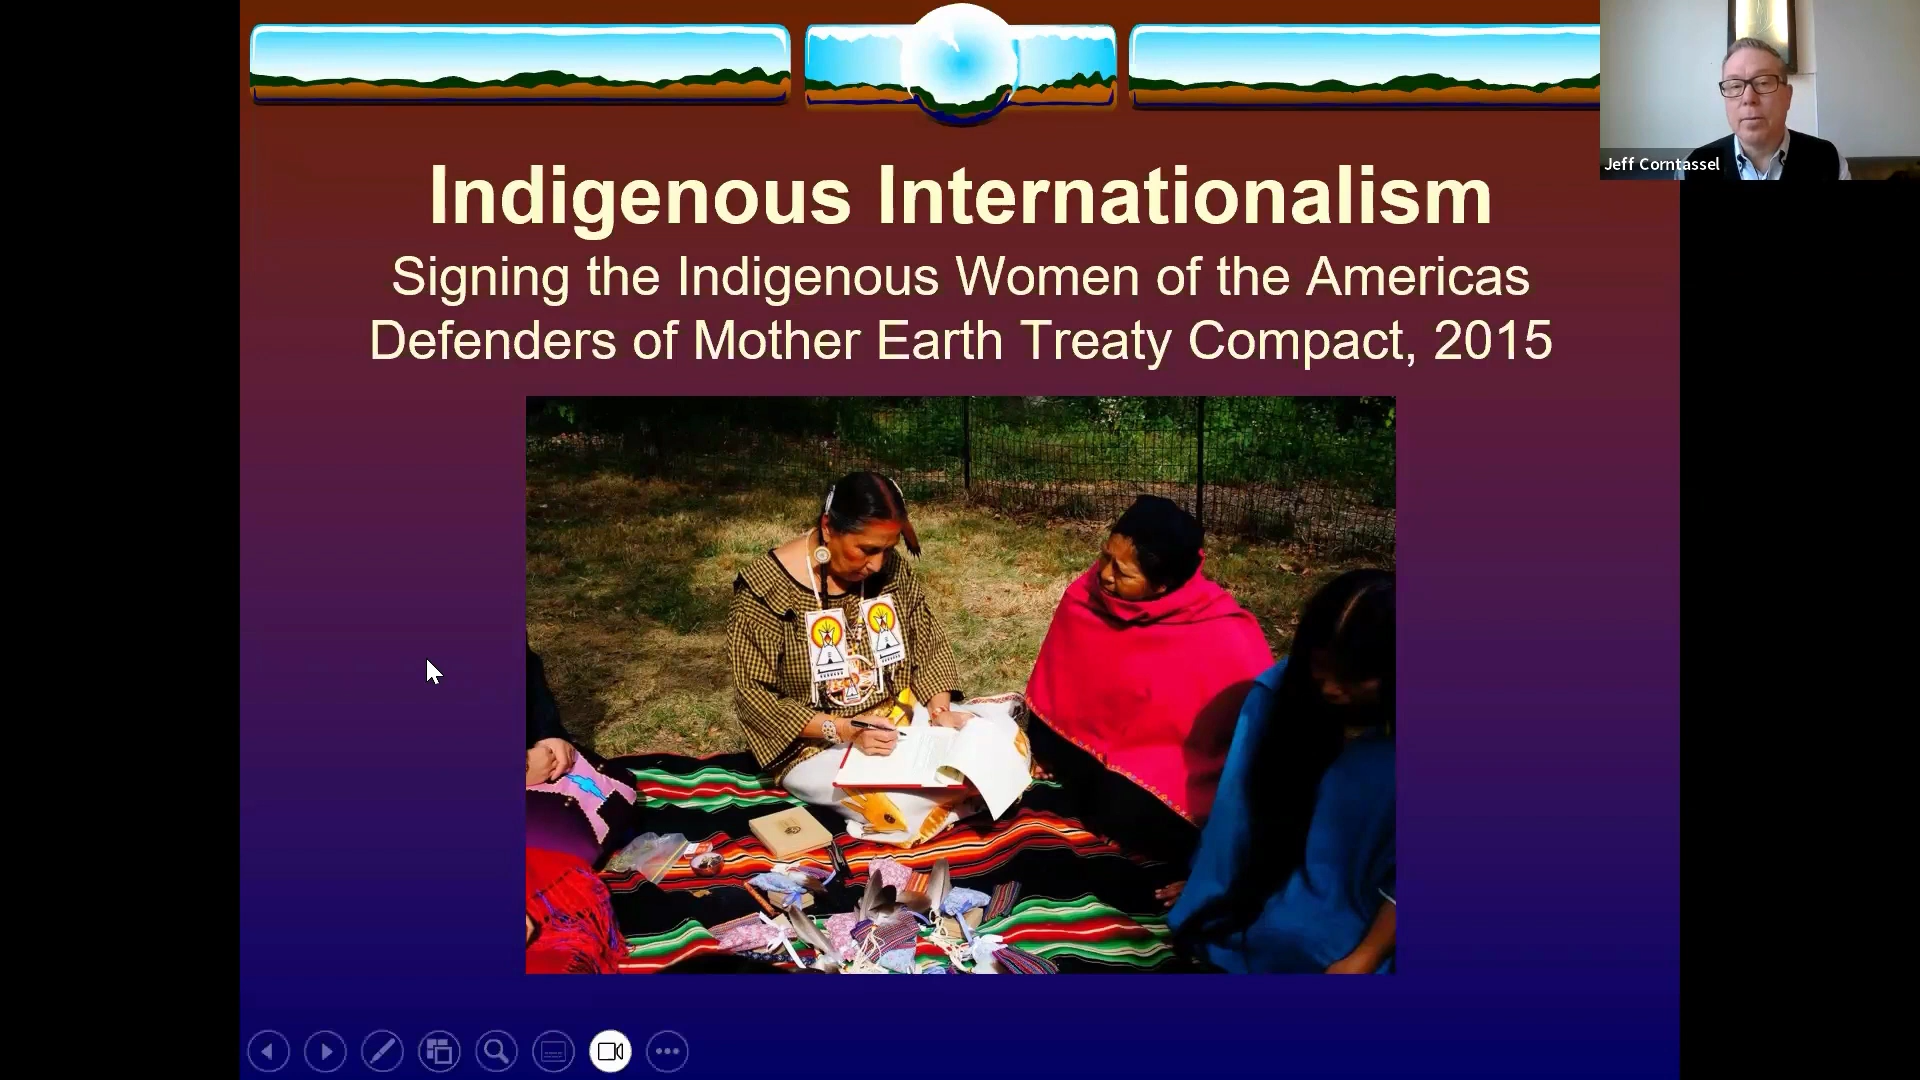 Indigenous Internationalism
Signing the Indigenous Women of the Americas
Defenders of Mother Earth Treaty Compact, 2015
Jeff Corntassel